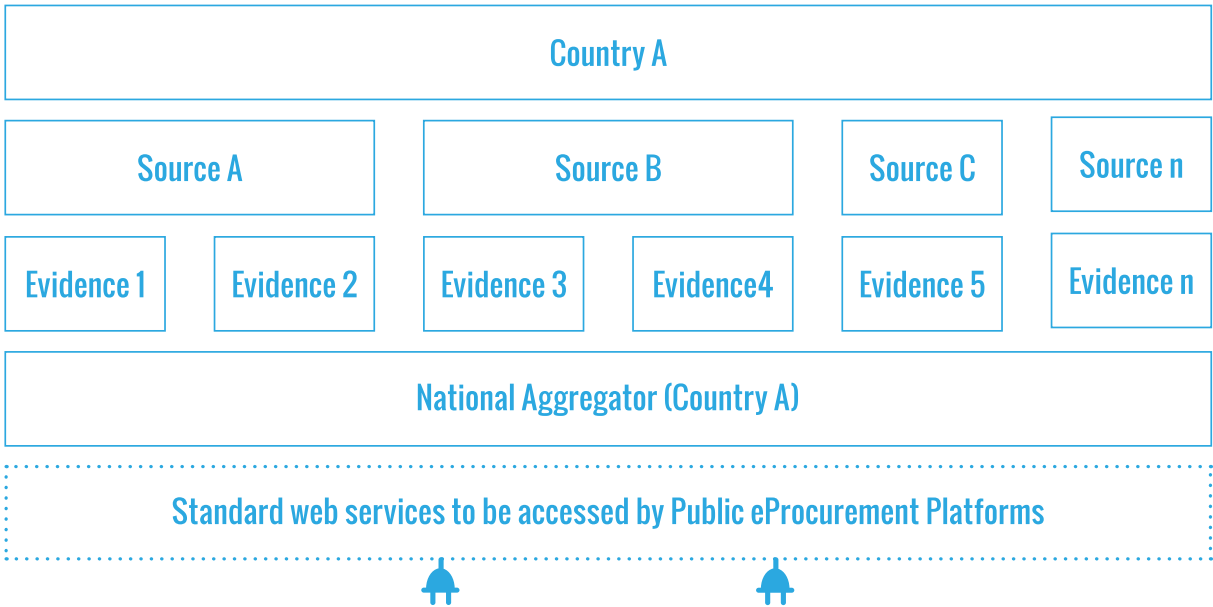 Country A
Source A
Source B
Source C
Source n
Evidence 1
Evidence 2
Evidence 3
Evidence4
Evidence 5
Evidence n
National Aggregator (Country A)
Standard web services to be accessed by Public eProcurement Platforms